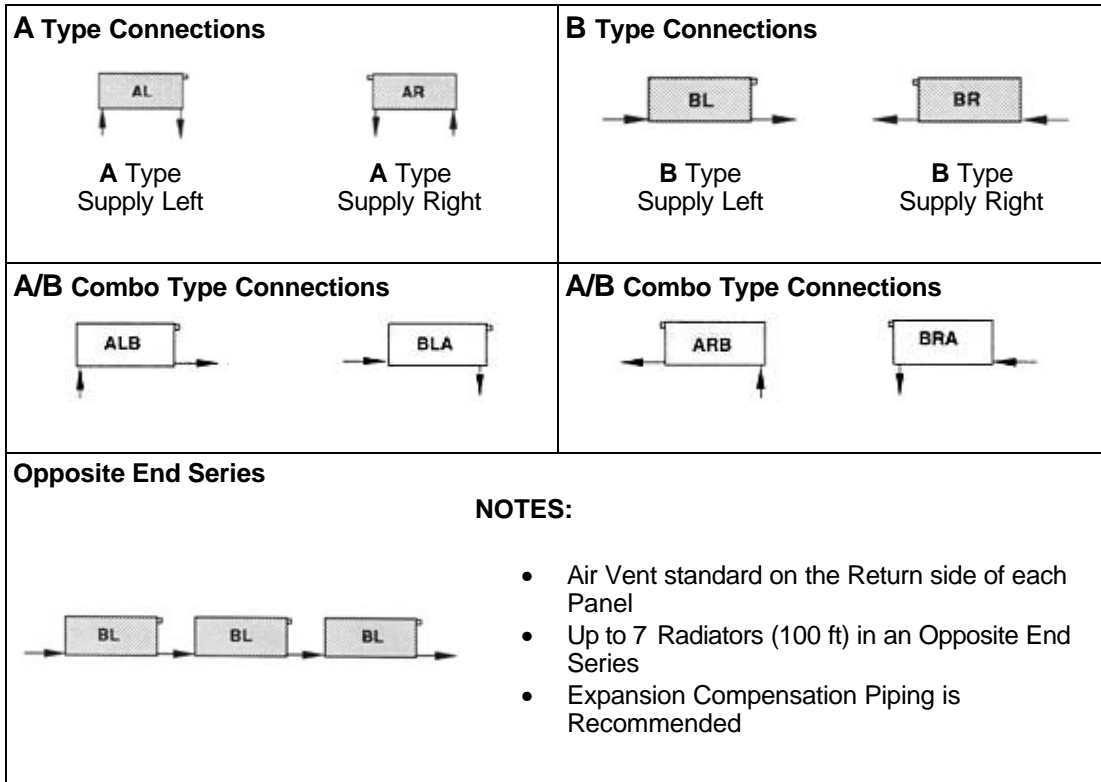 A Type Connections
AL
AR
A Type
Supply Left
A Type
Supply Right
B Type Connections
BL
BR
B Type
Supply Left
B Type
Supply Right
A/B Combo Type Connections
ALB
BLA
A/B Combo Type Connections
ARB
BRA
Opposite End Series
BL
BL
BL
NOTES:
• Air Vent standard on the Return side of each
Panel
• Up to 7 Radiators (100 ft) in an Opposite End
Series
• Expansion Compensation Piping is
Recommended